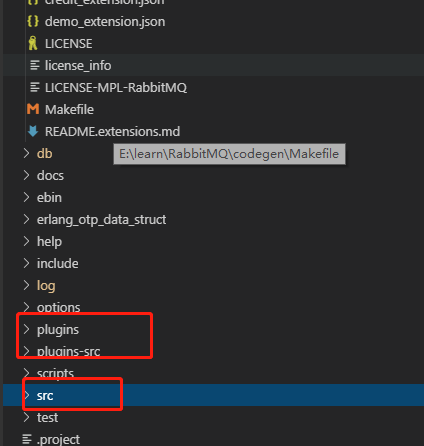 credit_extension.json
demo_extension.json
LICENSE
license_info
LICENSE-MPL-RabbitMQ
Makefile
README.extensions.md
db
E:\learn\RabbitMQ\codegen\Makefile
docs
ebin
erlang_otp_data_struct
help
include
log
options
plugins
plugins-src
scripts
src
test
.project